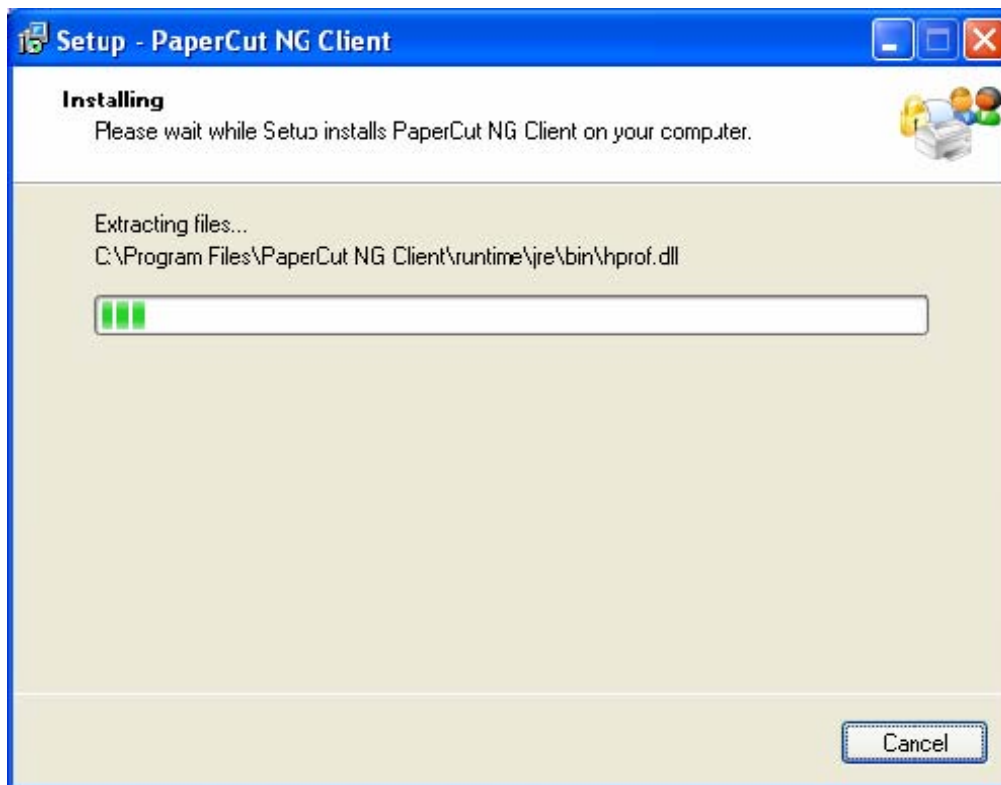 Setup - PaperCut NG Client
Installing
Please wait while Setup installs PaperCut NG Client on your computer.
Extracting files...
C:\Program Files\PaperCut NG Client\runtime\jre\bin\hprof.dll
Cancel